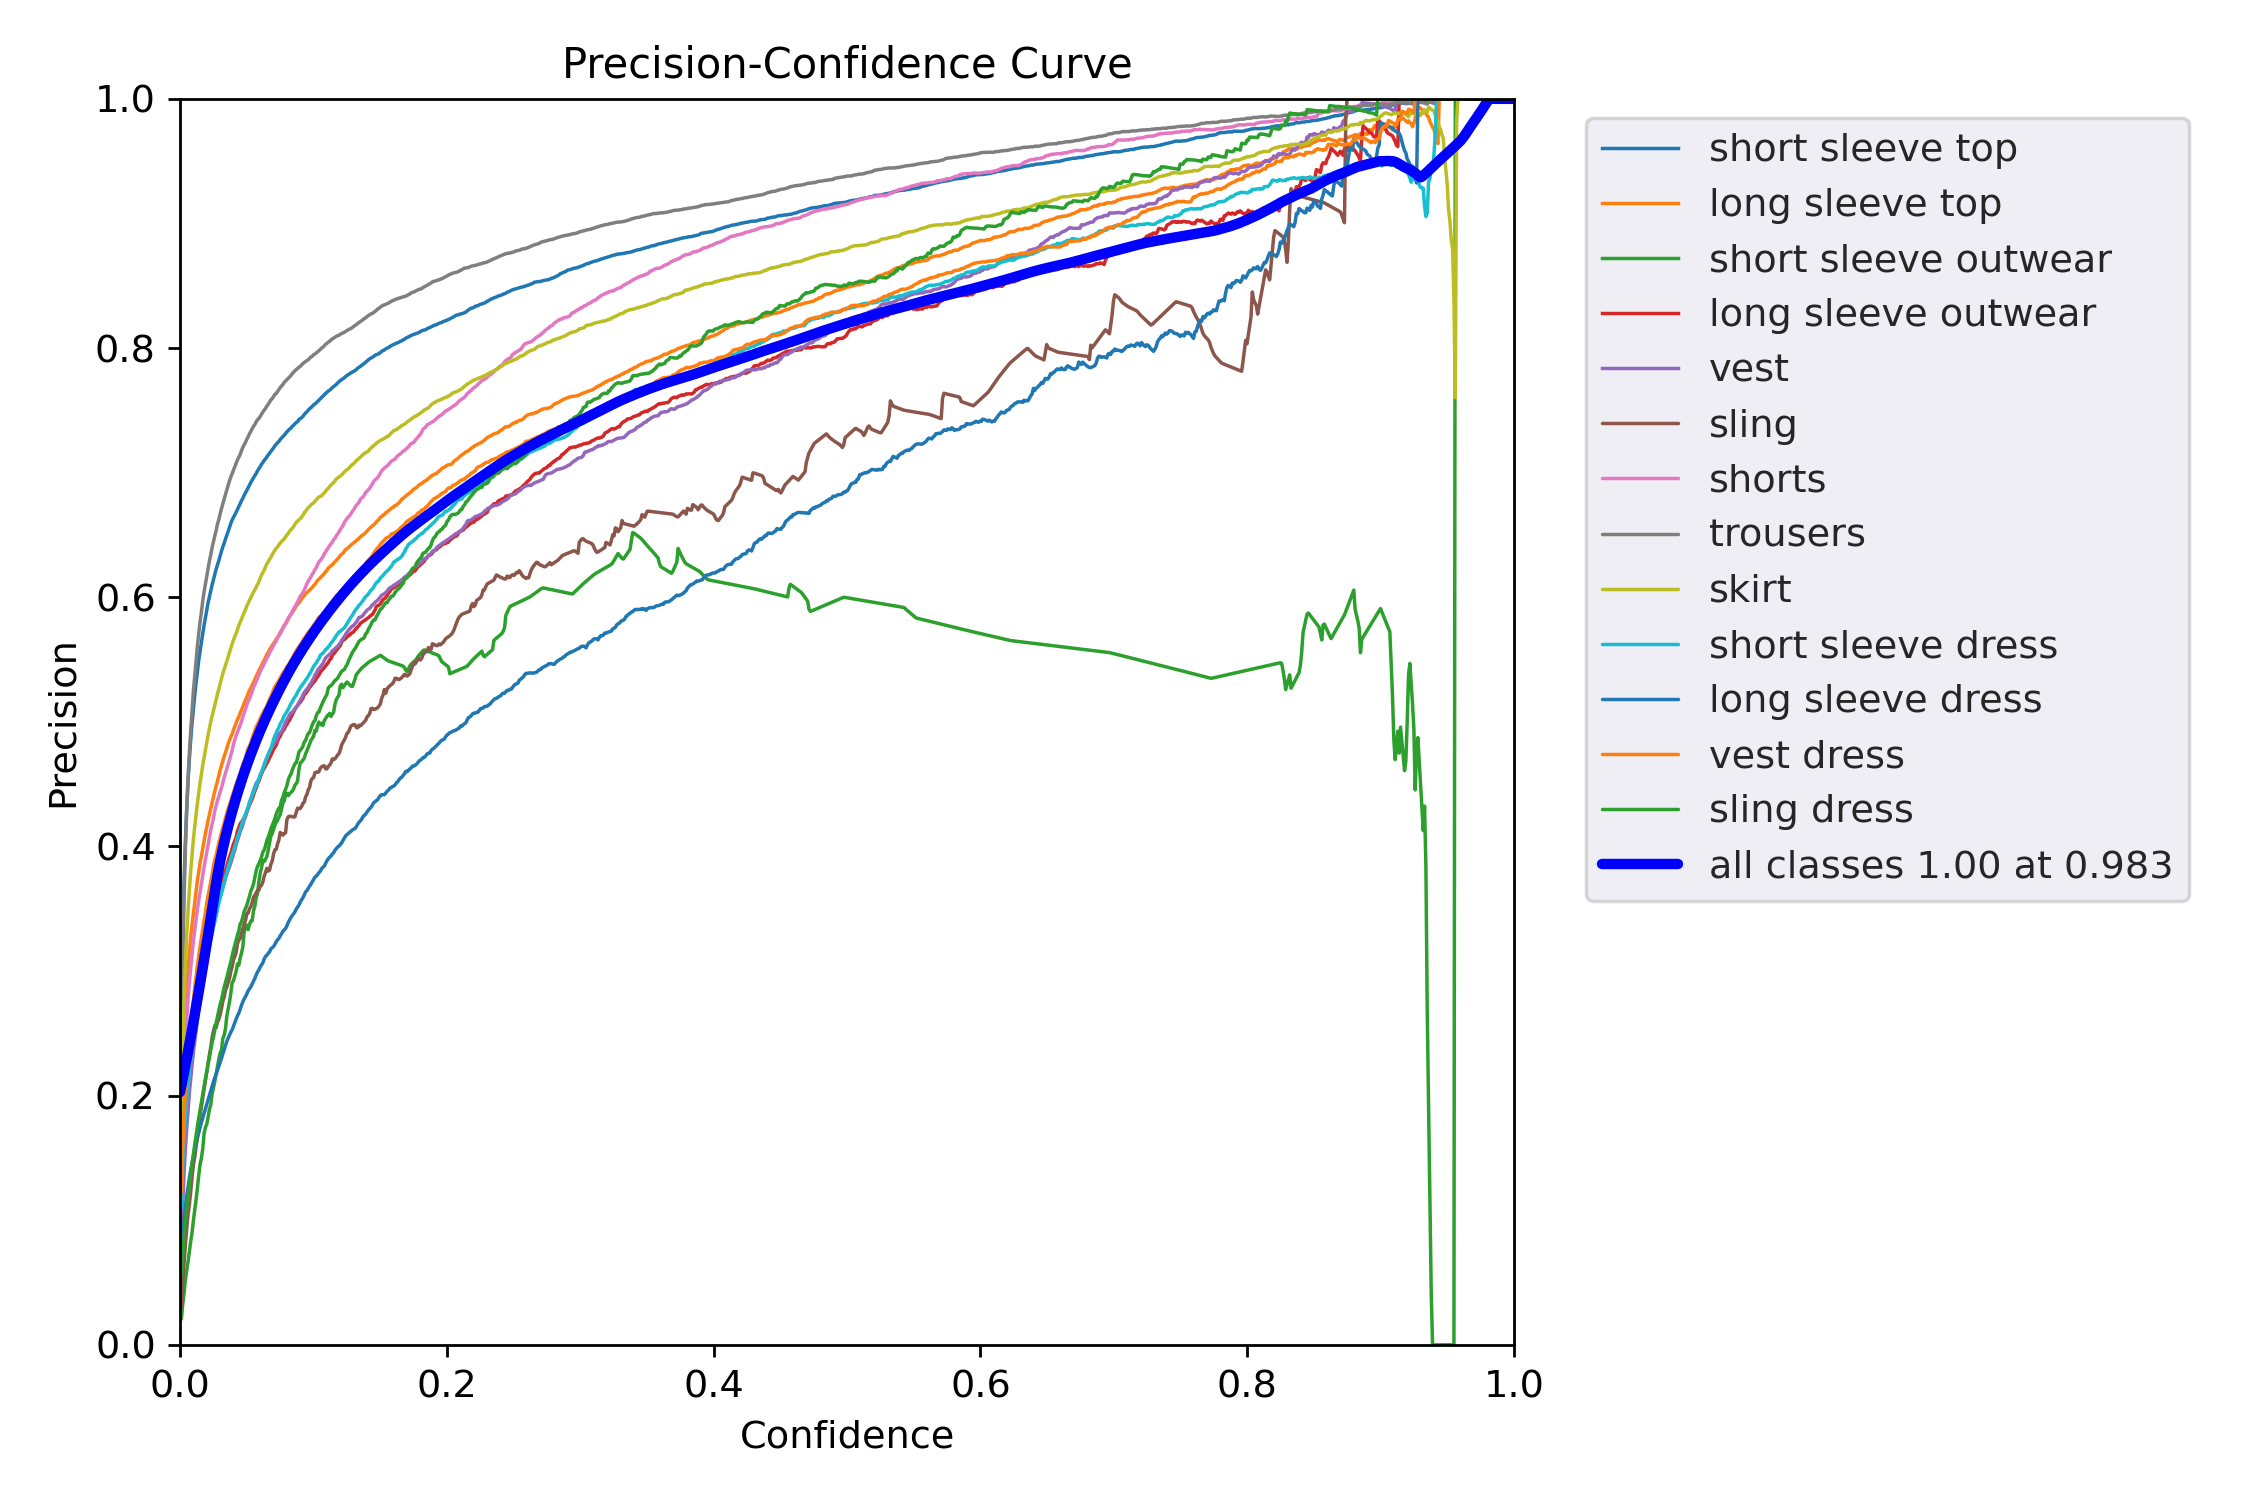 Precision-Confidence Curve
1.0
0.8
0.6
0.4
0.2
0.0
Precision
0.0 0.2 0.4 0.6 0.8 1.0
Confidence
short sleeve top
long sleeve top
short sleeve outwear
long sleeve outwear
vest
sling
shorts
trousers
skirt
short sleeve dress
long sleeve dress
vest dress
sling dress
all classes 1.00 at 0.983